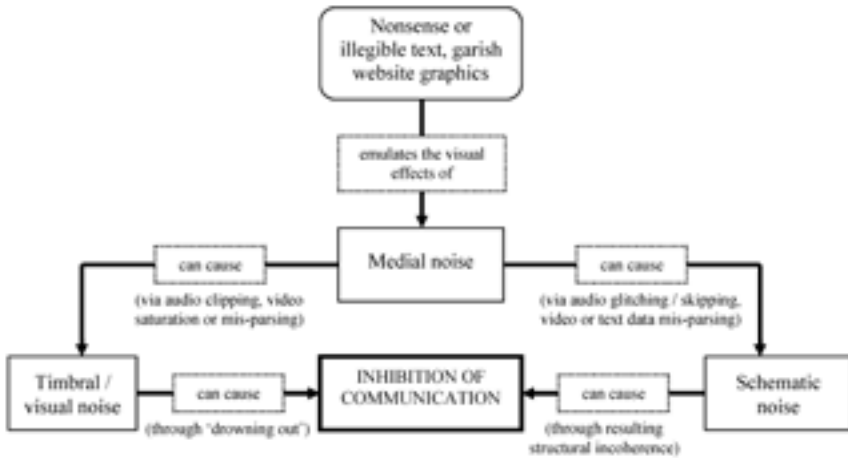 Nonsense or
illegible text, garish
website graphics
emulates the visual
effects of
Medial noise
can cause
(via audio clipping, video
saturation or mis-parsing)
can cause
(via audio glitching / skipping,
video or text data mis-parsing)
Timbral /
visual noise
can cause
(through 'drowning out')
INHIBITION OF
COMMUNICATION
can cause
(through resulting
structural incoherence)
Schematic
noise